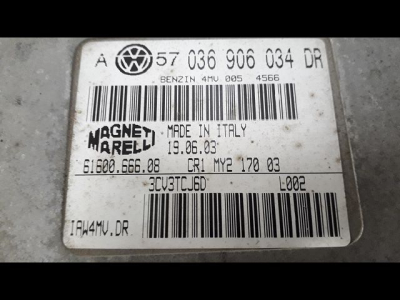 A VW 57 036 906 034 DR
BENZIN 4MV 005 4566
MAGNETI
MARELLI
MADE IN ITALY
19.06.03
61600.666.08 CR1 MY2 170 03
3CV3TCJ6D L002
IAW4MV.DR